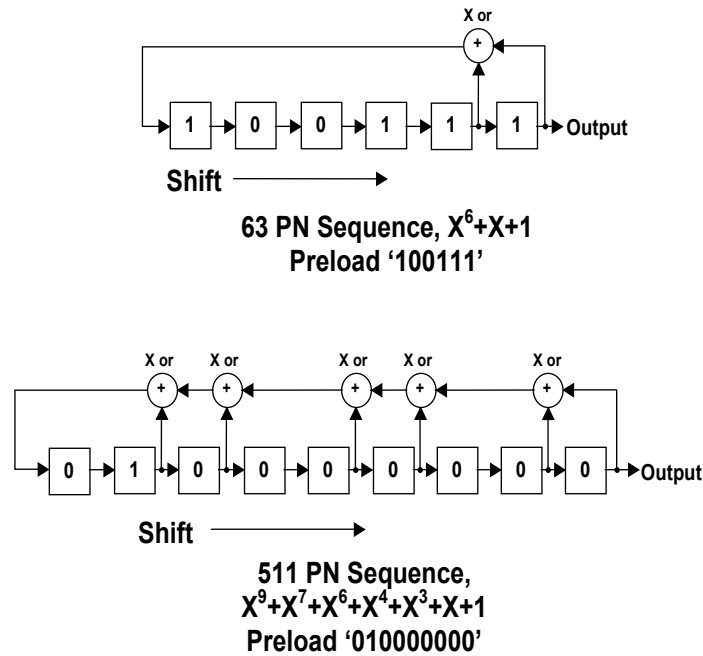 X or
+
1 0 0 1 1 1 Output
Shift
63 PN Sequence, X⁶+X+1
Preload ‘100111’
X or X or X or X or X or
+ + + + +
0 1 0 0 0 0 0 0 0 Output
Shift
511 PN Sequence,
X⁹+X⁷+X⁶+X⁴+X³+X+1
Preload ‘010000000’